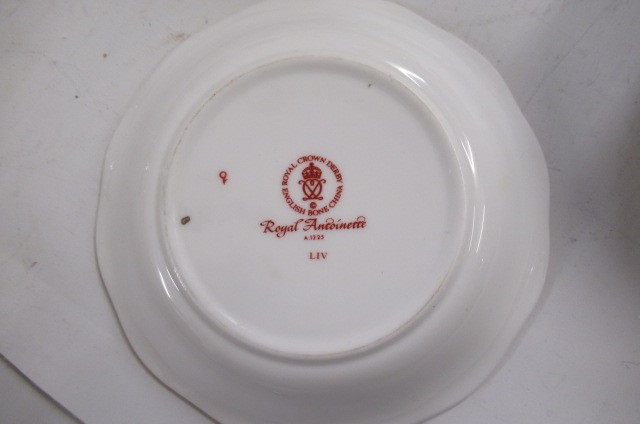 ROYAL CROWN DERBY
ENGLISH BONE CHINA
©
Royal Antoinette
A.1225
LIV